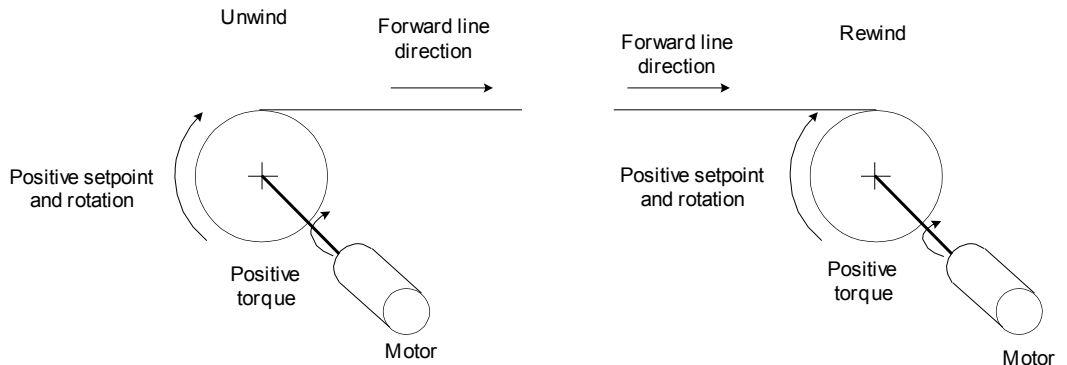 Unwind
Forward line
direction
Positive setpoint
and rotation
Positive
torque
Motor
Forward line
direction
Rewind
Positive setpoint
and rotation
Positive
torque
Motor